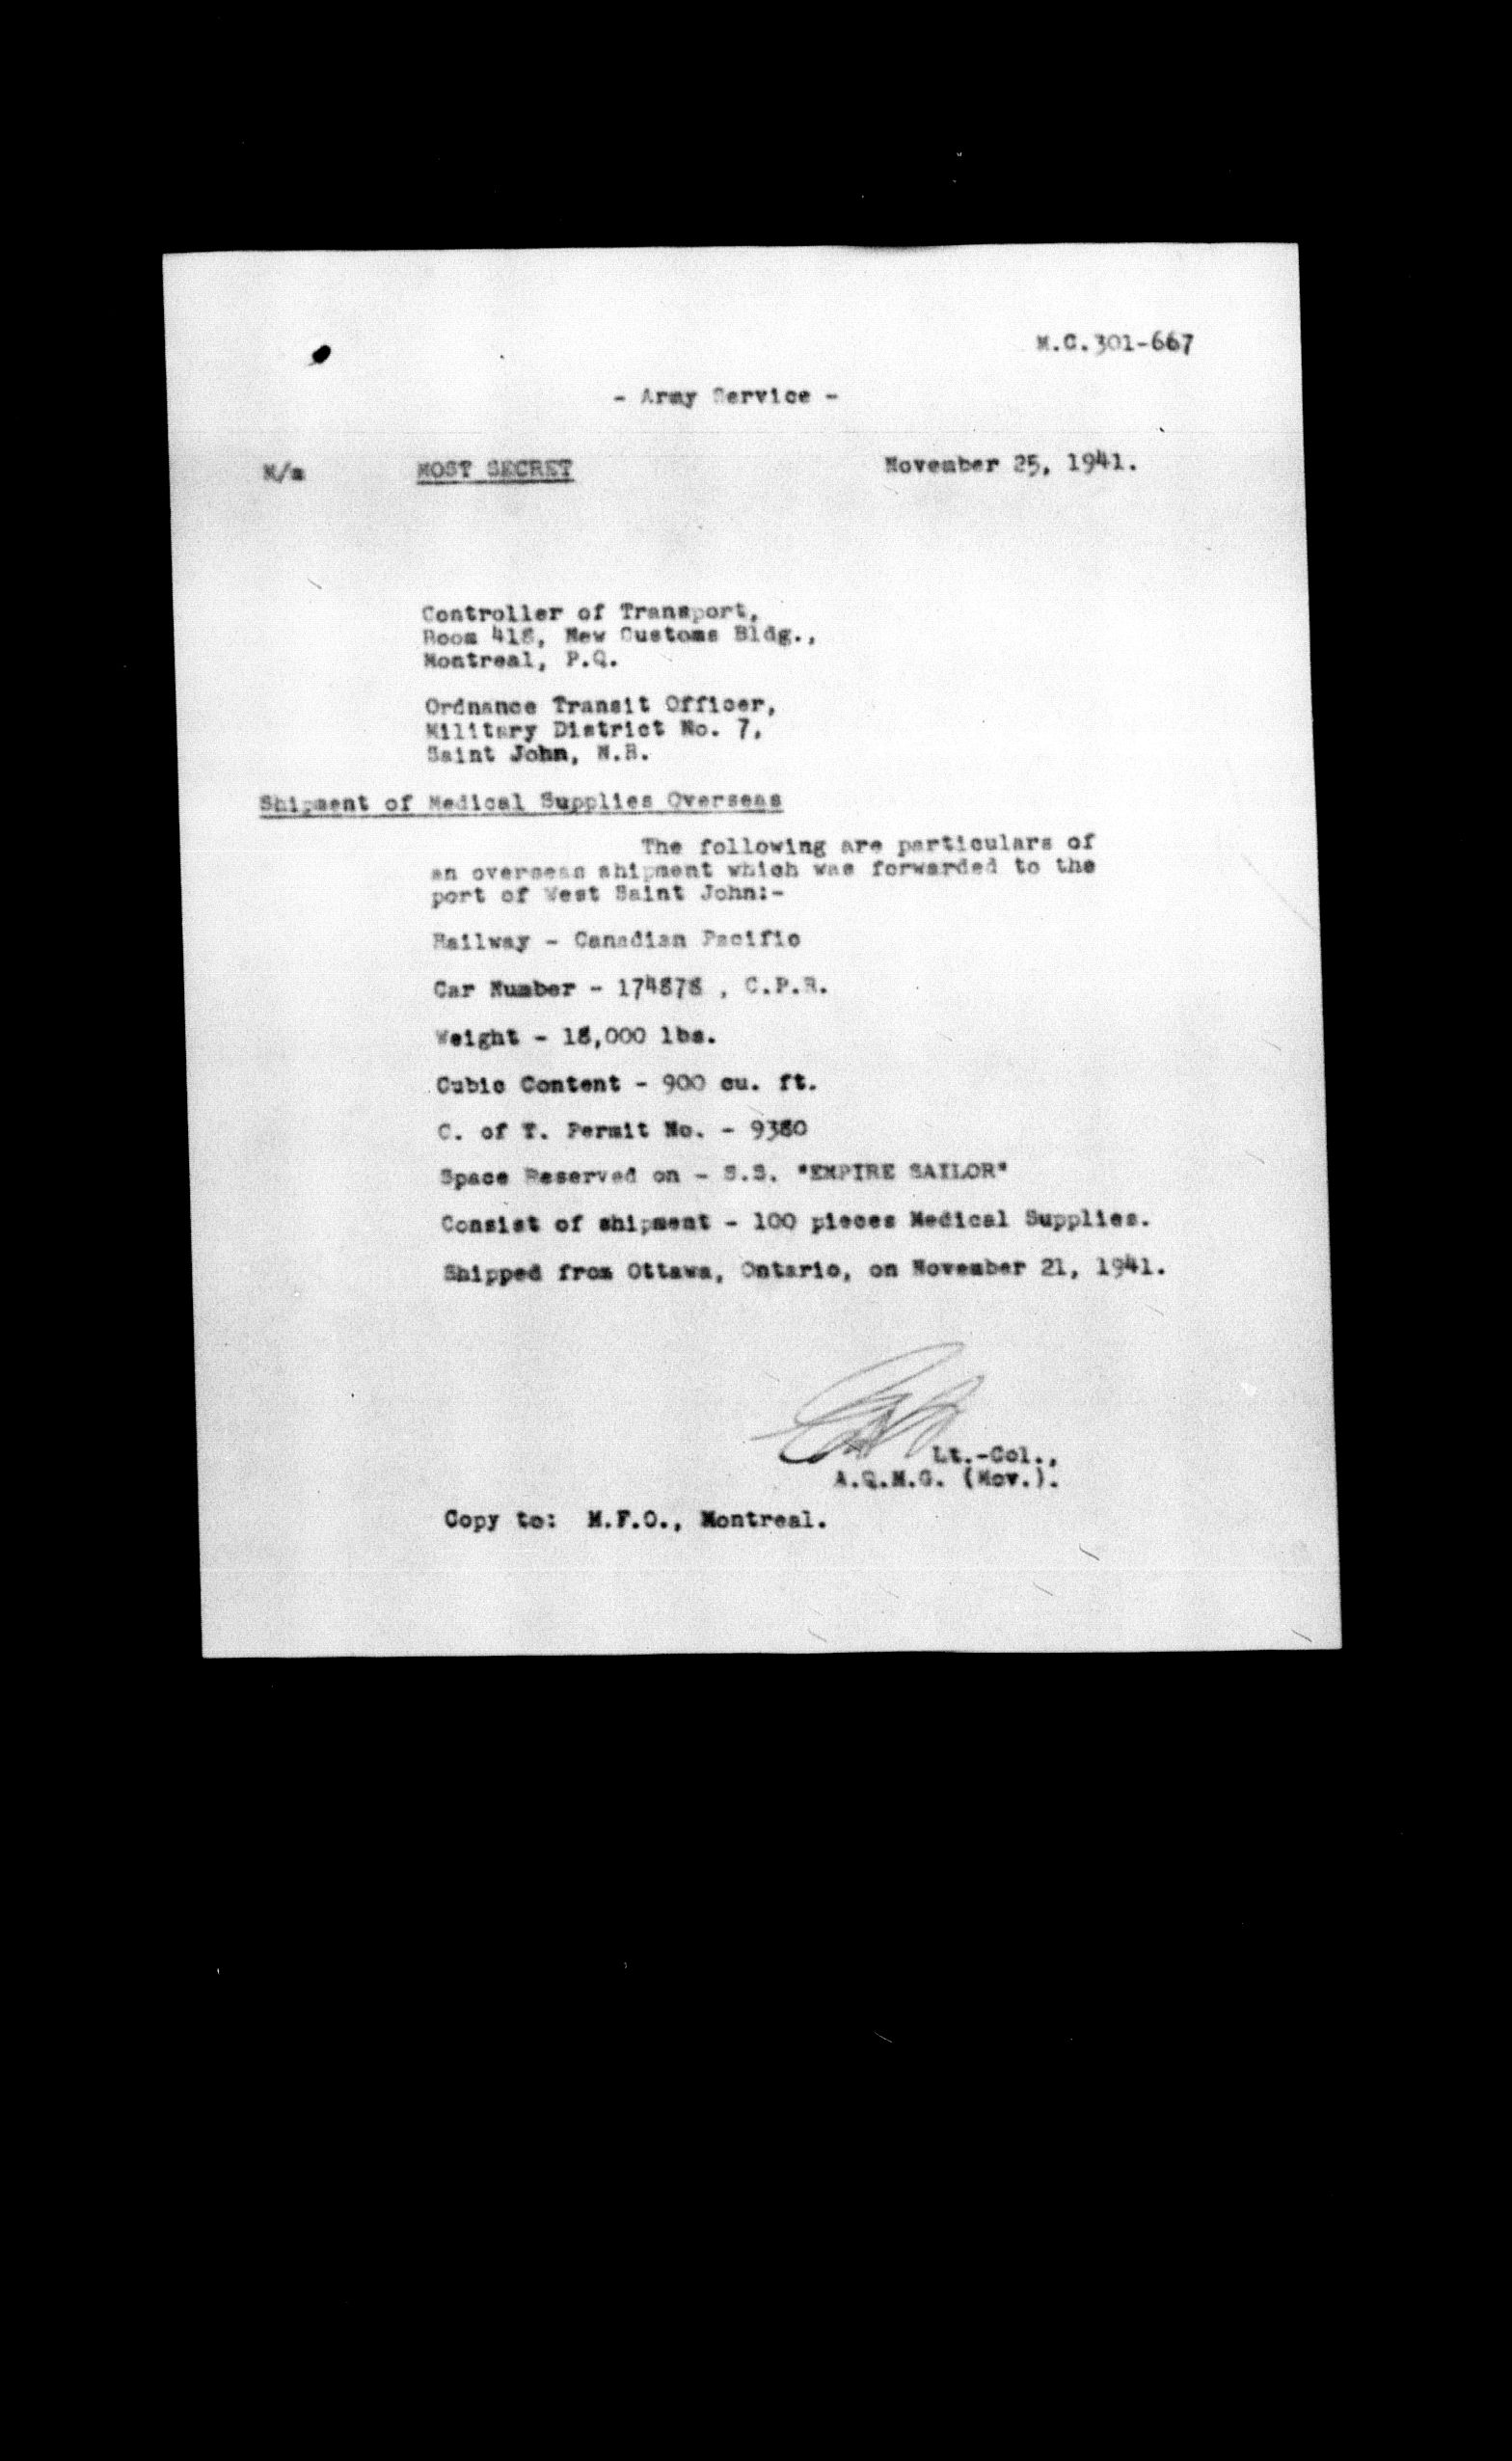 M.C.301-667
- Army Service -
M/m MOST SECRET November 25, 1941.
Controller of Transport,
Room 418, New Customs Bldg.,
Montreal, P.Q.
Ordnance Transit Officer,
Military District No. 7,
Saint John, N.B.
Shipment of Medical Supplies Overseas
The following are particulars of
an overseas shipment which was forwarded to the
port of West Saint John:-
Railway - Canadian Pacific
Car Number - 174878 , C.P.R.
Weight - 18,000 lbs.
Cubic Content - 900 cu. ft.
C. of T. Permit No. - 9380
Space Reserved on - S.S. "EMPIRE SAILOR"
Consist of shipment - 100 pieces Medical Supplies.
Shipped from Ottawa, Ontario, on November 21, 1941.
Lt.-Col.,
A.Q.M.G. (Mov.).
Copy to: M.F.O., Montreal.